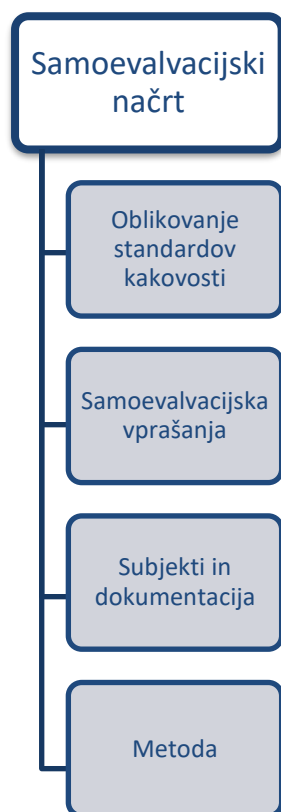 Samoevalvacijski
načrt
Oblikovanje
standardov
kakovosti
Samoevalvacijska
vprašanja
Subjekti in
dokumentacija
Metoda